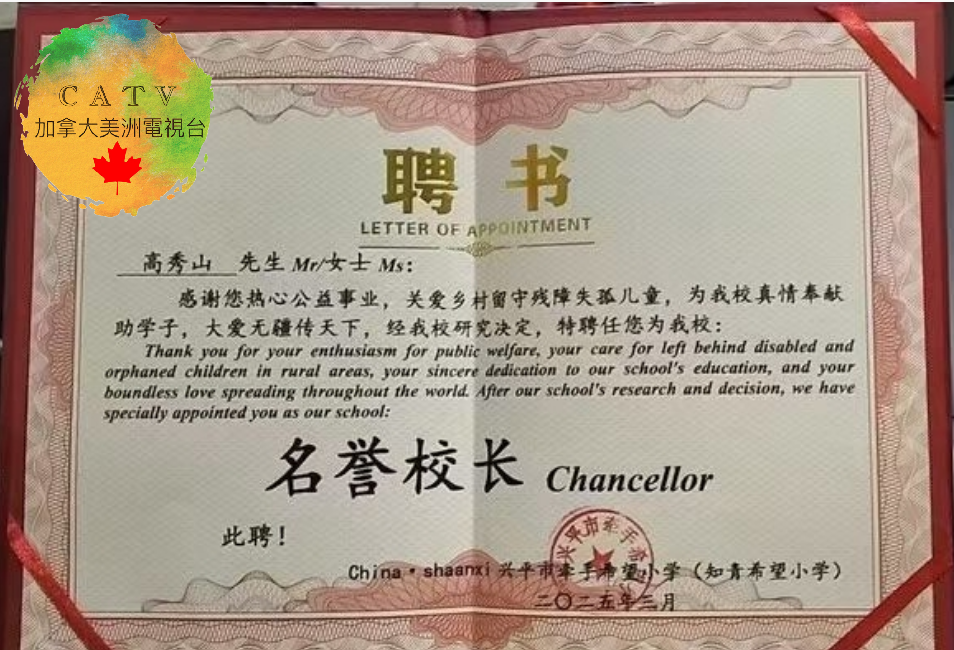 CATV
加拿大美洲電視台
聘书
LETTER OF APPOINTMENT
高秀山 先生 Mr/女士 Ms:
感谢您热心公益事业，关爱乡村留守残障失孤儿童，为我校真情奉献
助学子，大爱无疆传天下，经我校研究决定，特聘任您为我校：
Thank you for your enthusiasm for public welfare, your care for left behind disabled and
orphaned children in rural areas, your sincere dedication to our school's education, and your
boundless love spreading throughout the world. After our school's research and decision, we have
specially appointed you as our school:
名誉校长 Chancellor
此聘！
兴平市牵手希
China·shaanxi 兴平市牵手希望小学（知青希望小学）
二〇二五年三月